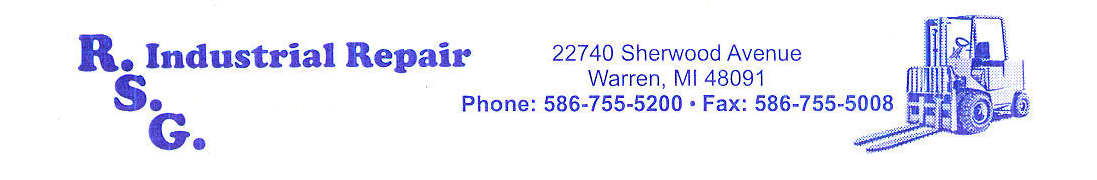 R. Industrial Repair
S.
G.
22740 Sherwood Avenue
Warren, MI 48091
Phone: 586-755-5200 • Fax: 586-755-5008